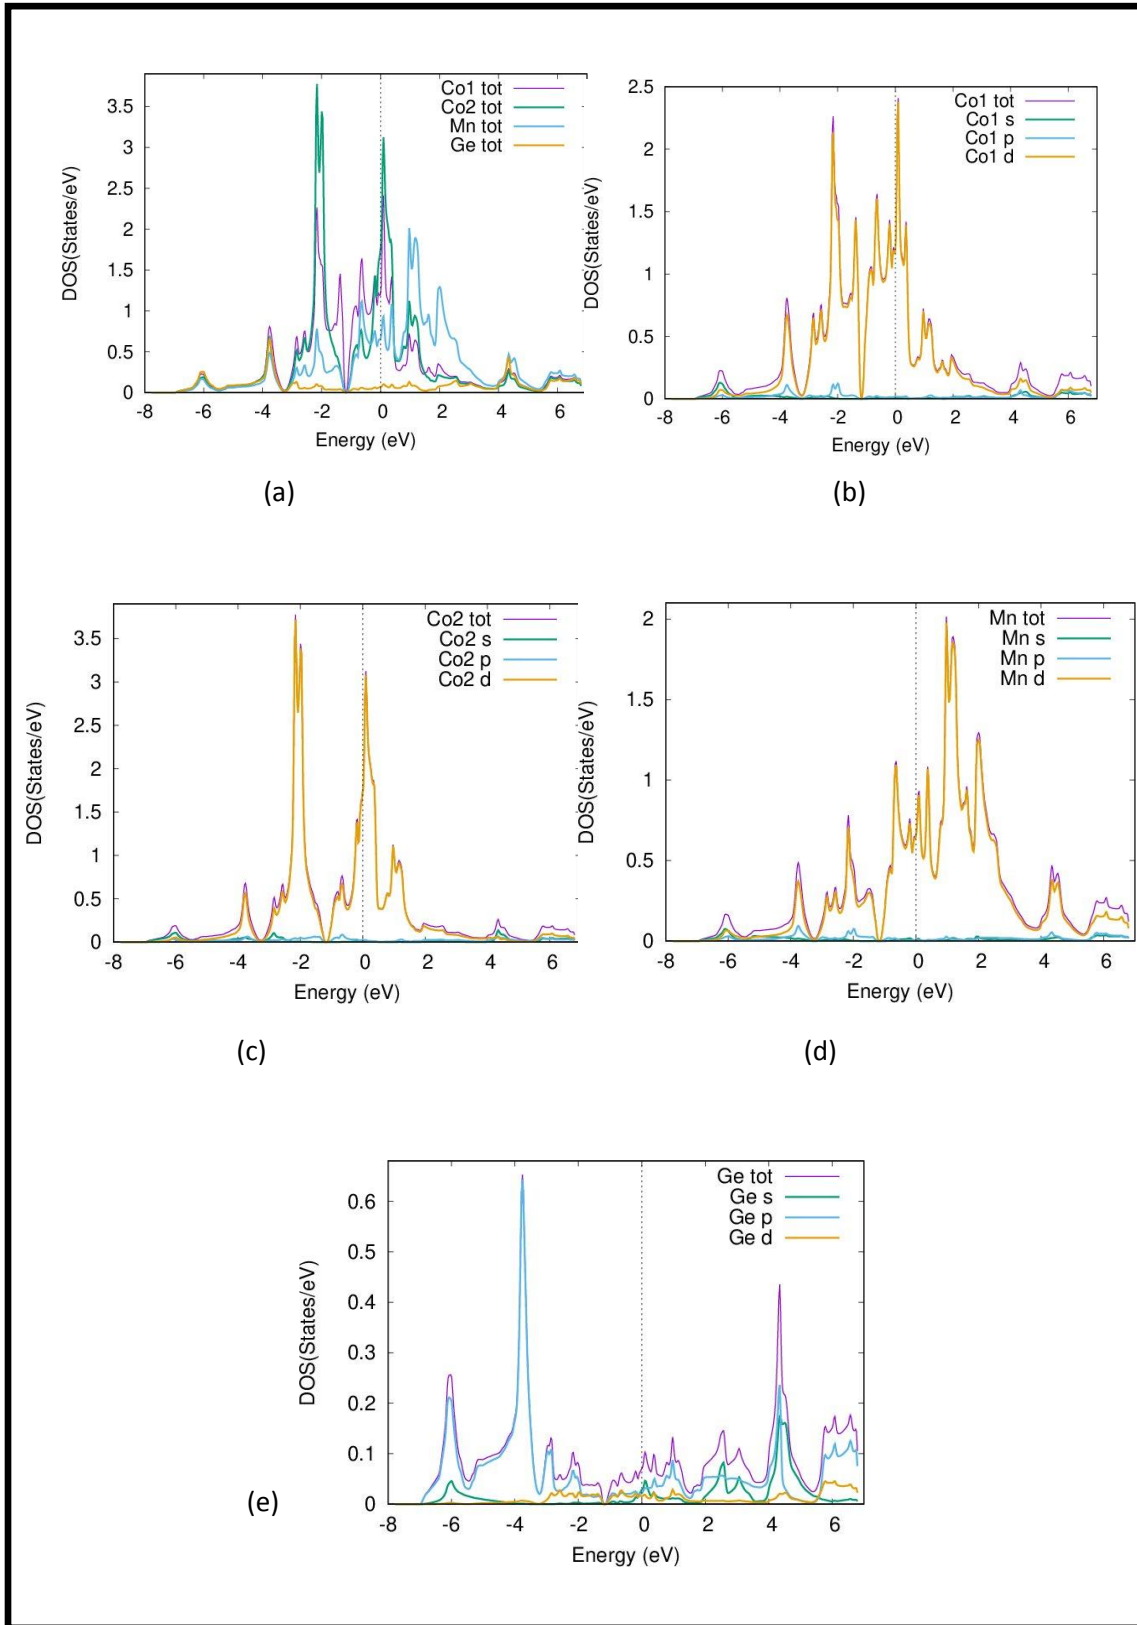 Co1 tot
Co2 tot
Mn tot
Ge tot
3.5
3
2.5
2
1.5
1
0.5
0
DOS(States/eV)
-8 -6 -4 -2 0 2 4 6
Energy (eV)
(a)
Co1 tot
Co1 s
Co1 p
Co1 d
2.5
2
1.5
1
0.5
0
DOS(States/eV)
-8 -6 -4 -2 0 2 4 6
Energy (eV)
(b)
Co2 tot
Co2 s
Co2 p
Co2 d
3.5
3
2.5
2
1.5
1
0.5
0
DOS(States/eV)
-8 -6 -4 -2 0 2 4 6
Energy (eV)
(c)
Mn tot
Mn s
Mn p
Mn d
2
1.5
1
0.5
0
DOS(States/eV)
-8 -6 -4 -2 0 2 4 6
Energy (eV)
(d)
Ge tot
Ge s
Ge p
Ge d
0.6
0.5
0.4
0.3
0.2
0.1
0
DOS(States/eV)
-8 -6 -4 -2 0 2 4 6
Energy (eV)
(e)